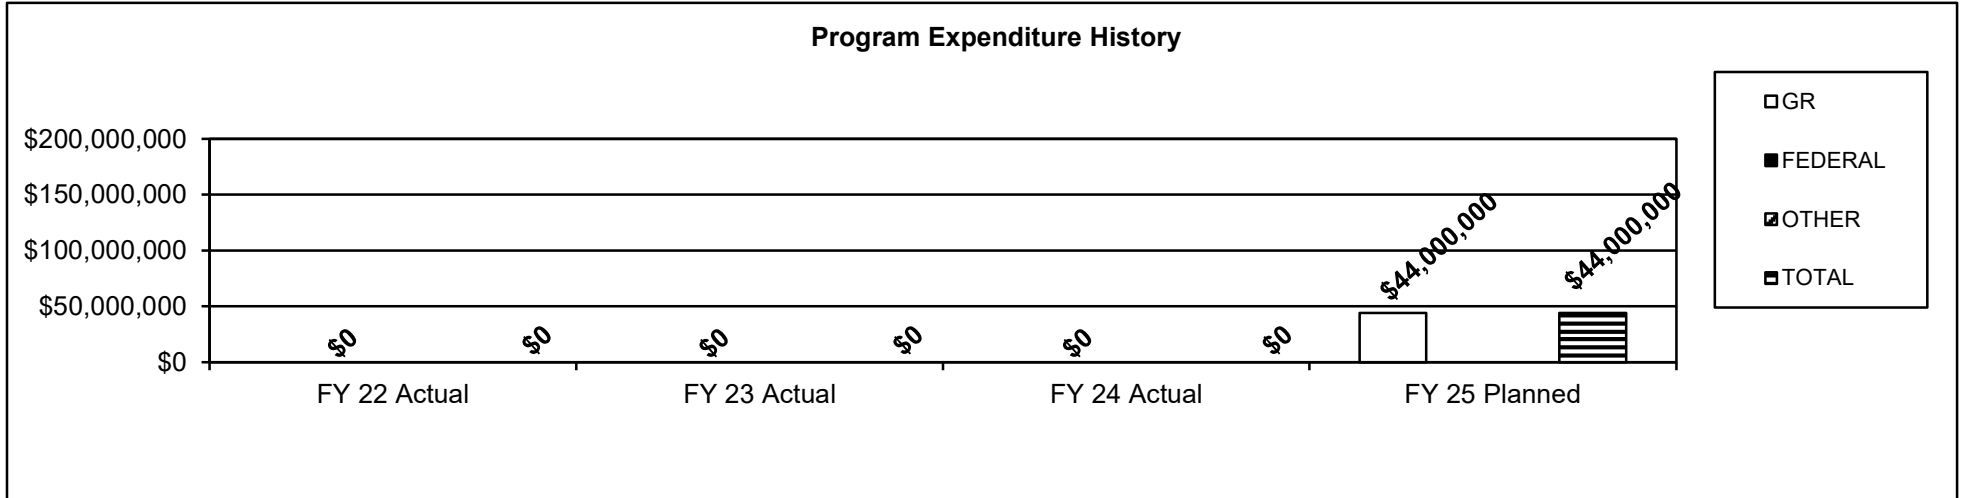 Program Expenditure History
GR
FEDERAL
OTHER
TOTAL
$200,000,000
$150,000,000
$100,000,000
$50,000,000
$0
$0
$0
$0
$0
$0
$0
$44,000,000
$44,000,000
FY 22 Actual
FY 23 Actual
FY 24 Actual
FY 25 Planned